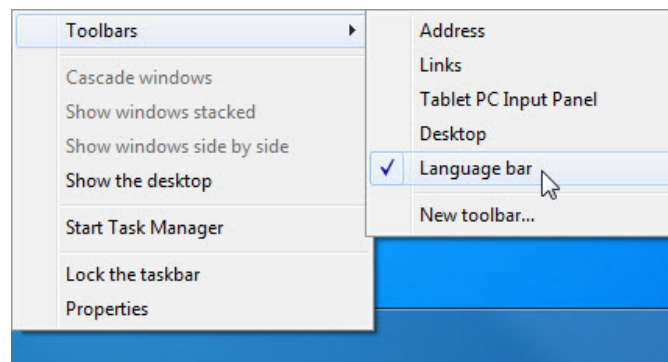 Toolbars
Cascade windows
Show windows stacked
Show windows side by side
Show the desktop
Start Task Manager
Lock the taskbar
Properties
Address
Links
Tablet PC Input Panel
Desktop
Language bar
New toolbar...